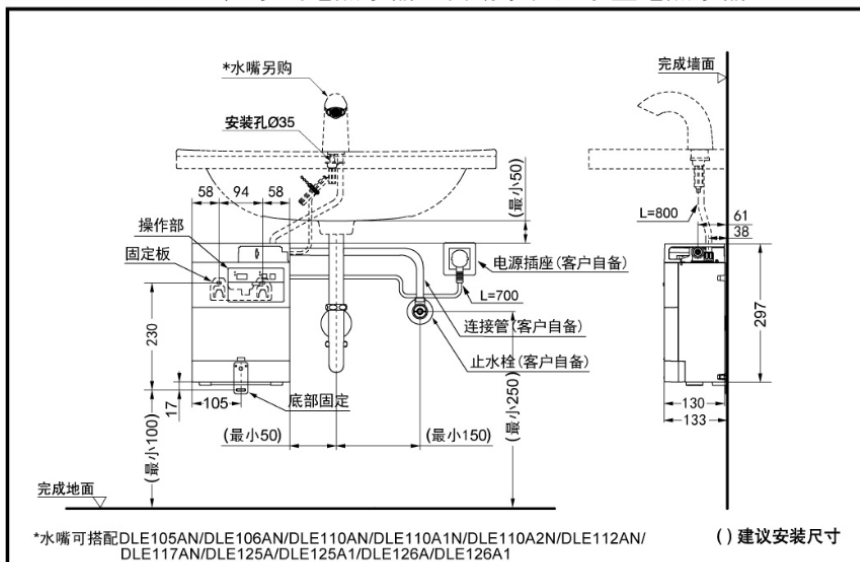 *水嘴另购
完成墙面
安装孔Ø35
(最小50)
58
94
58
L=800
61
38
操作部
固定板
电源插座(客户自备)
L=700
连接管(客户自备)
止水栓(客户自备)
230
297
17
105
底部固定
130
133
(最小100)
(最小50)
(最小150)
(最小250)
完成地面
*水嘴可搭配DLE105AN/DLE106AN/DLE110AN/DLE110A1N/DLE110A2N/DLE112AN/
DLE117AN/DLE125A/DLE125A1/DLE126A/DLE126A1
( ) 建议安装尺寸